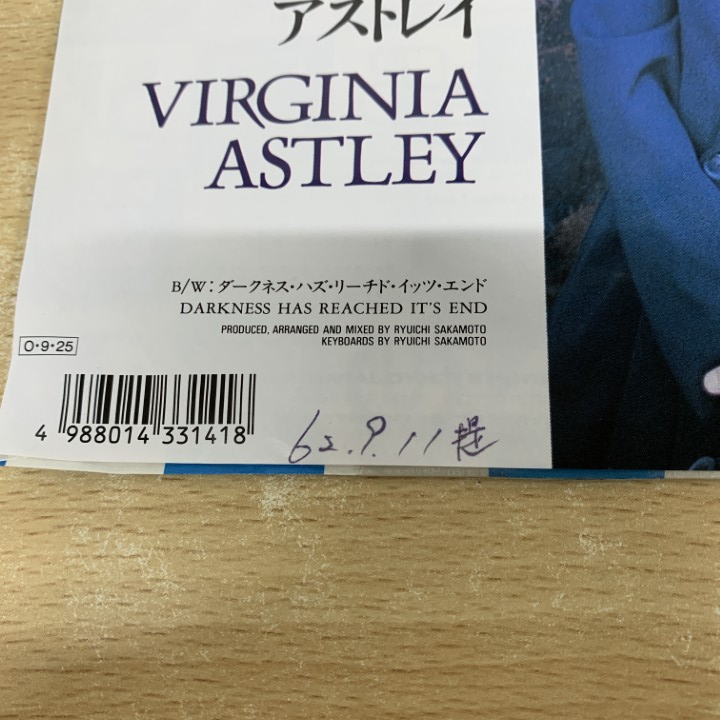 アストレイ
VIRGINIA
ASTLEY
B/W：ダークネス・ハズ・リーチド・イッツ・エンド
DARKNESS HAS REACHED IT'S END
PRODUCED, ARRANGED AND MIXED BY RYUICHI SAKAMOTO
KEYBOARDS BY RYUICHI SAKAMOTO
O・9・25
4 988014 331418
62.9.11 提